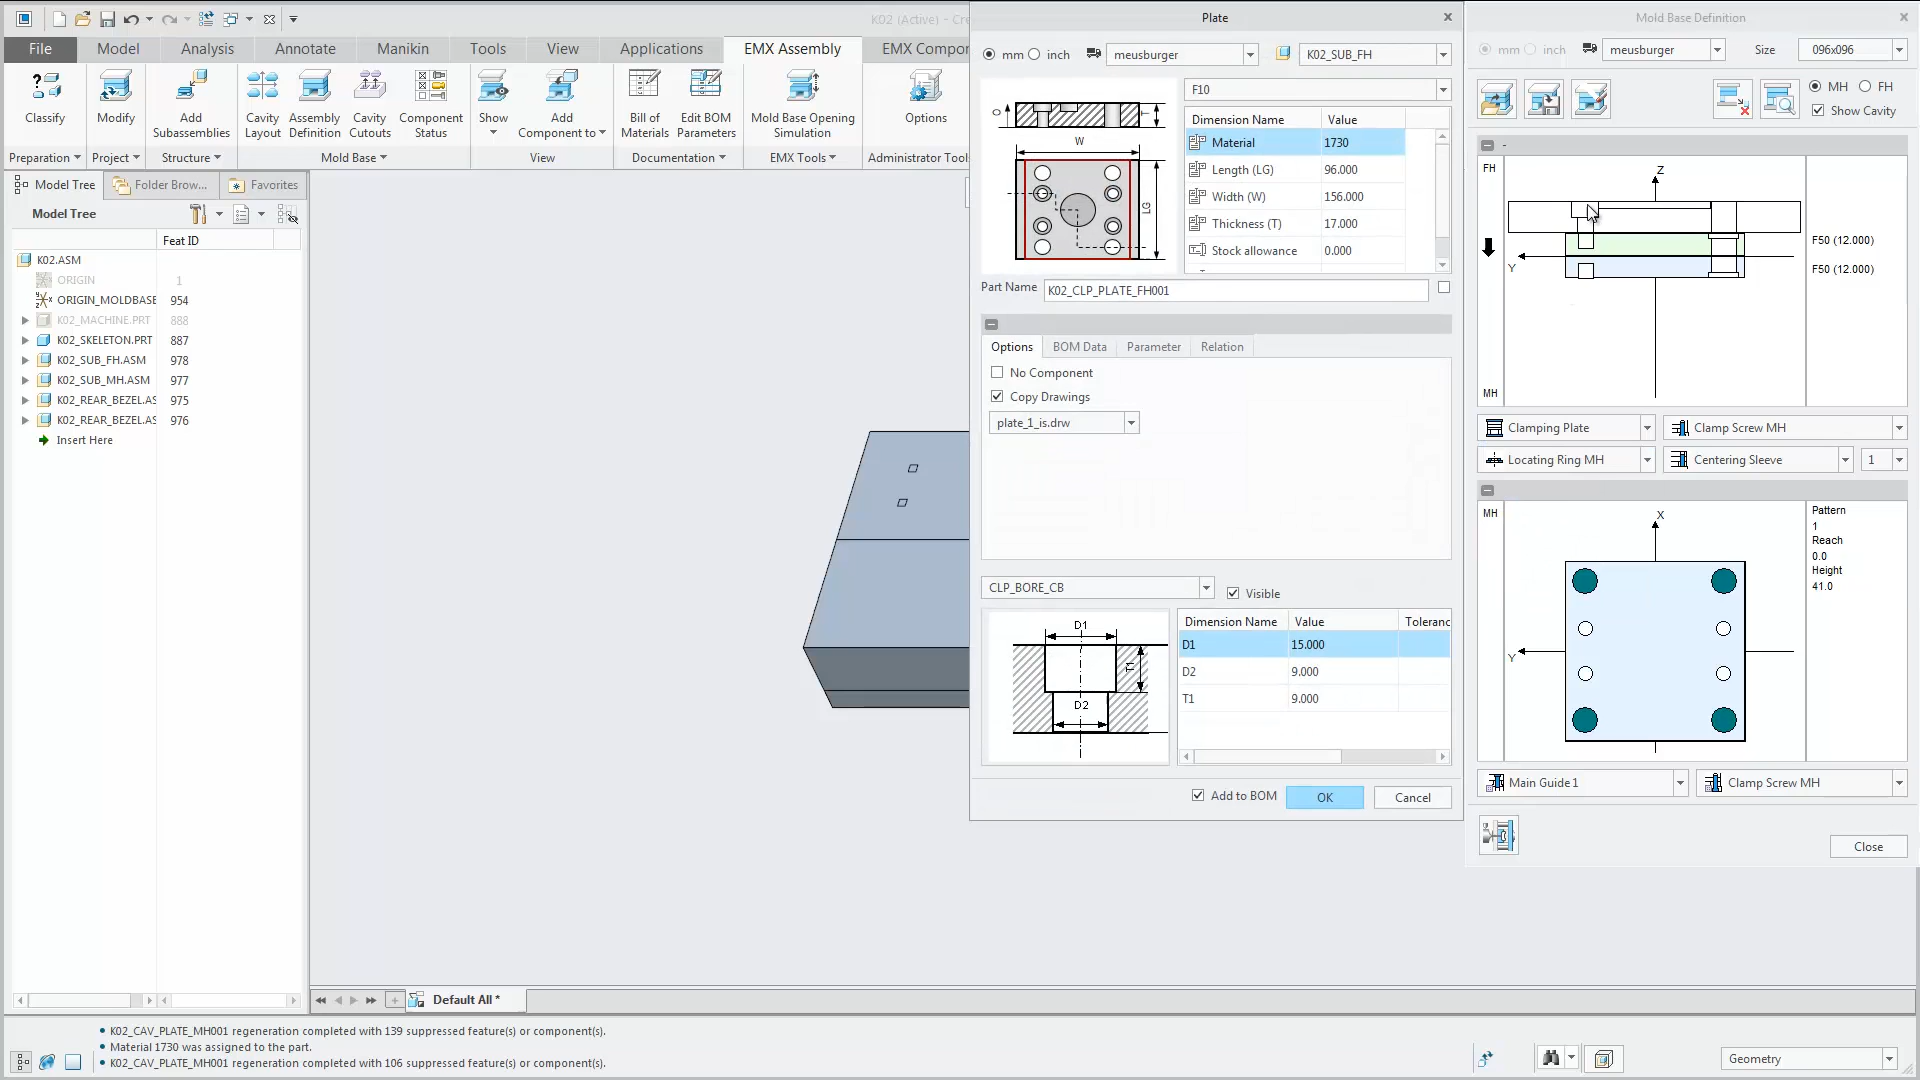 K02 (Active) - Cre
File
Model
Analysis
Annotate
Manikin
Tools
View
Applications
EMX Assembly
EMX Compor
Classify
Modify
Add
Subassemblies
Cavity
Layout
Assembly
Definition
Cavity
Cutouts
Component
Status
Show
Add
Component to
Bill of
Materials
Edit BOM
Parameters
Mold Base Opening
Simulation
Options
Preparation
Project
Structure
Mold Base
View
Documentation
EMX Tools
Administrator Tools
Model Tree
Folder Brow...
Favorites
Model Tree
Feat ID
K02.ASM
ORIGIN 1
ORIGIN_MOLDBASE 954
K02_MACHINE.PRT 888
K02_SKELETON.PRT 887
K02_SUB_FH.ASM 978
K02_SUB_MH.ASM 977
K02_REAR_BEZEL.AS 975
K02_REAR_BEZEL.AS 976
Insert Here
Plate
mm inch meusburger K02_SUB_FH
F10
Dimension Name Value
Material 1730
Length (LG) 96.000
Width (W) 156.000
Thickness (T) 17.000
Stock allowance 0.000
O
T
W
LG
Part Name K02_CLP_PLATE_FH001
Options BOM Data Parameter Relation
No Component
Copy Drawings
plate_1_is.drw
CLP_BORE_CB
Visible
D1
T1
D2
Dimension Name Value Toleranc
D1 15.000
D2 9.000
T1 9.000
Add to BOM OK Cancel
Mold Base Definition
mm inch meusburger Size 096x096
MH FH
Show Cavity
-
FH
Z
F50 (12.000)
Y
F50 (12.000)
MH
Clamping Plate Clamp Screw MH
Locating Ring MH Centering Sleeve 1
MH
X
Y
Pattern
1
Reach
0.0
Height
41.0
Main Guide1 Clamp Screw MH
Close
Default All *
K02_CAV_PLATE_MH001 regeneration completed with 139 suppressed feature(s) or component(s).
Material 1730 was assigned to the part.
K02_CAV_PLATE_MH001 regeneration completed with 106 suppressed feature(s) or component(s).
Geometry